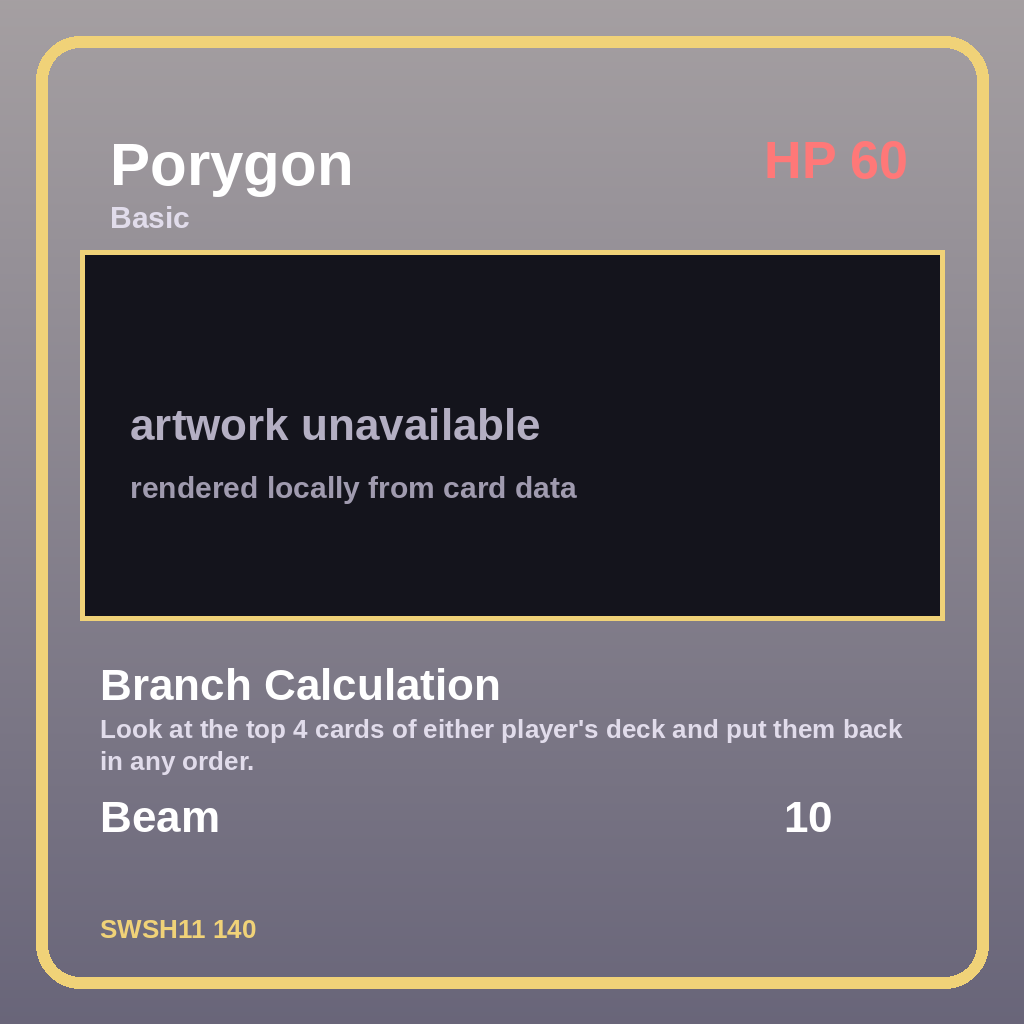 Porygon
HP 60
Basic
artwork unavailable
rendered locally from card data
Branch Calculation
Look at the top 4 cards of either player's deck and put them back
in any order.
Beam 10
SWSH11 140